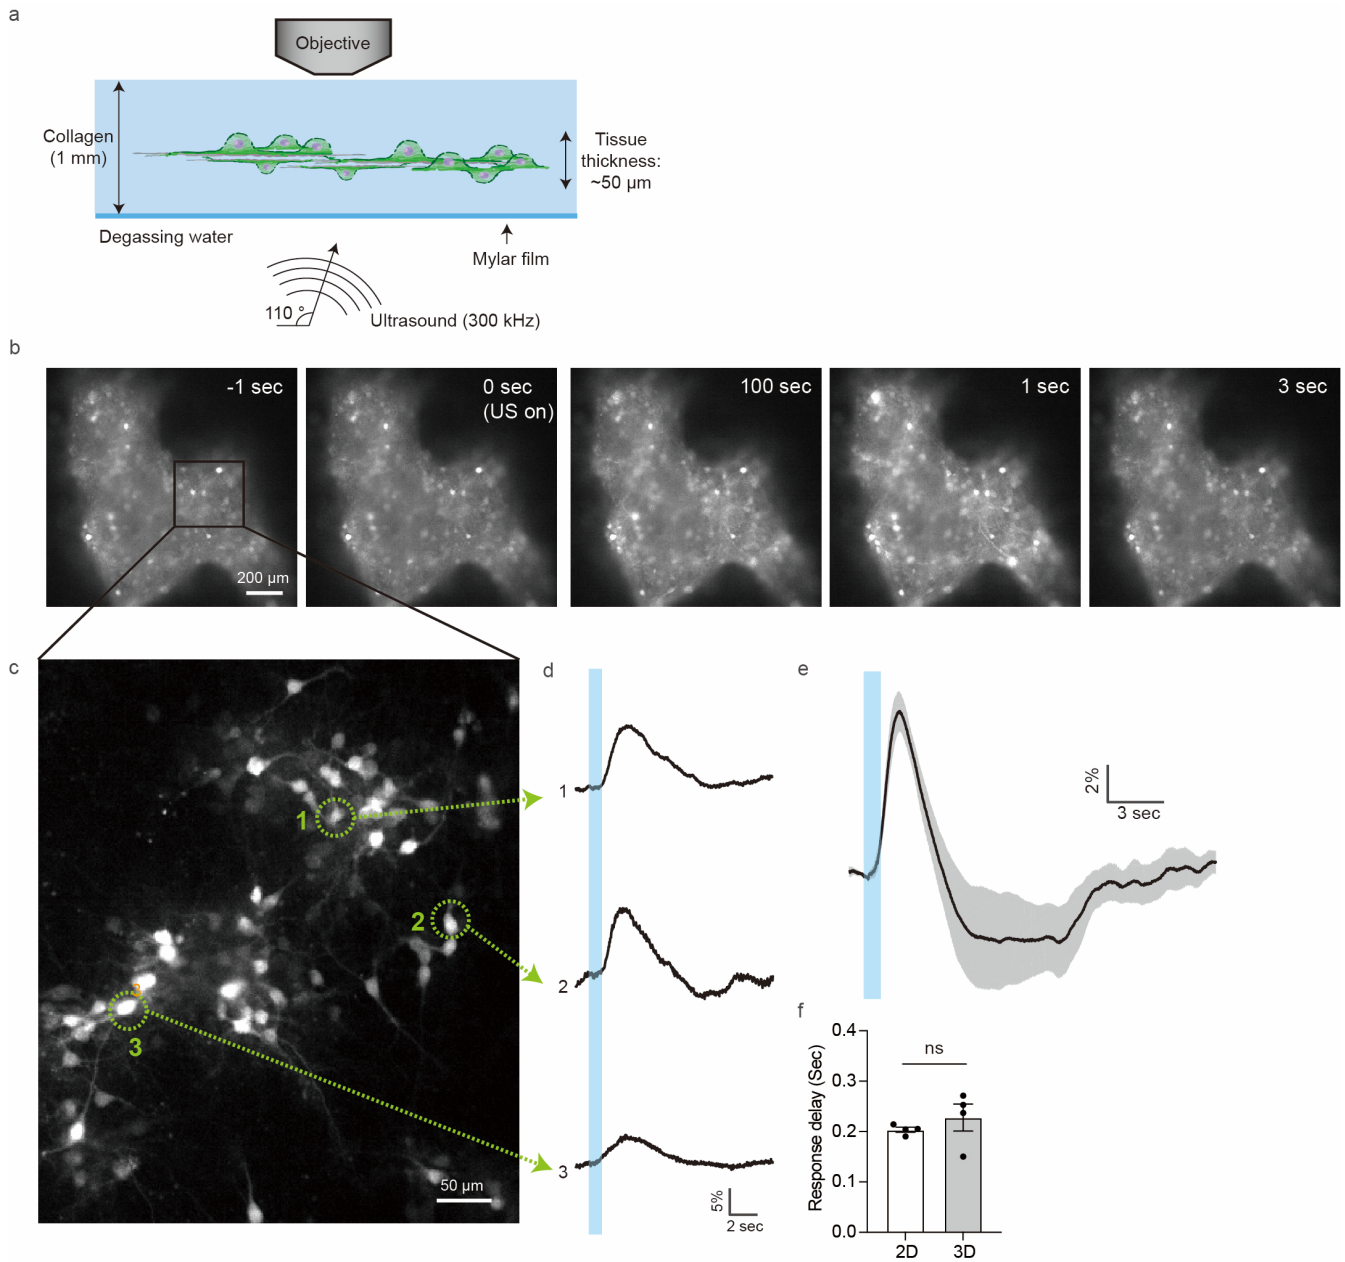 a
Objective
Collagen
(1 mm)
Tissue
thickness:
~50 µm
Degassing water
Mylar film
110 °
Ultrasound (300 kHz)
b
-1 sec
0 sec
(US on)
100 sec
1 sec
3 sec
200 µm
c
1
2
3
3
50 µm
d
1
2
3
5%
2 sec
e
2%
3 sec
f
Response delay (Sec)
0.4
0.3
0.2
0.1
0.0
ns
2D
3D